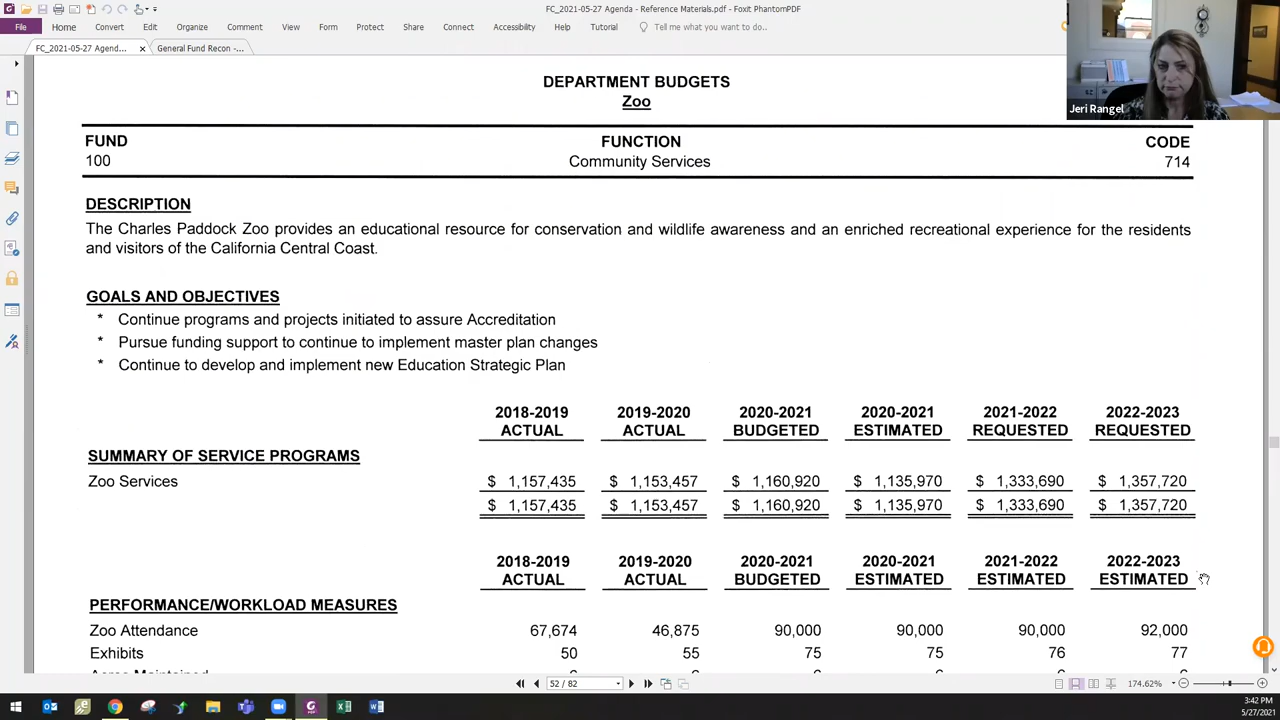 FC_2021-05-27 Agenda - Reference Materials.pdf - Foxit PhantomPDF
File Home Convert Edit Organize Comment View Form Protect Share Connect Accessibility Help Tutorial Tell me what you want to do..
FC_2021-05-27 Agend... × General Fund Recon -...
Jeri Rangel
DEPARTMENT BUDGETS
Zoo
FUND FUNCTION CODE
100 Community Services 714
DESCRIPTION
The Charles Paddock Zoo provides an educational resource for conservation and wildlife awareness and an enriched recreational experience for the residents
and visitors of the California Central Coast.
GOALS AND OBJECTIVES
* Continue programs and projects initiated to assure Accreditation
* Pursue funding support to continue to implement master plan changes
* Continue to develop and implement new Education Strategic Plan
2018-2019 2019-2020 2020-2021 2020-2021 2021-2022 2022-2023
ACTUAL ACTUAL BUDGETED ESTIMATED REQUESTED REQUESTED
SUMMARY OF SERVICE PROGRAMS
Zoo Services $ 1,157,435 $ 1,153,457 $ 1,160,920 $ 1,135,970 $ 1,333,690 $ 1,357,720
$ 1,157,435 $ 1,153,457 $ 1,160,920 $ 1,135,970 $ 1,333,690 $ 1,357,720
2018-2019 2019-2020 2020-2021 2020-2021 2021-2022 2022-2023
ACTUAL ACTUAL BUDGETED ESTIMATED ESTIMATED ESTIMATED
PERFORMANCE/WORKLOAD MEASURES
Zoo Attendance 67,674 46,875 90,000 90,000 90,000 92,000
Exhibits 50 55 75 75 76 77
52 / 82 174.62%
3:42 PM
5/27/2021